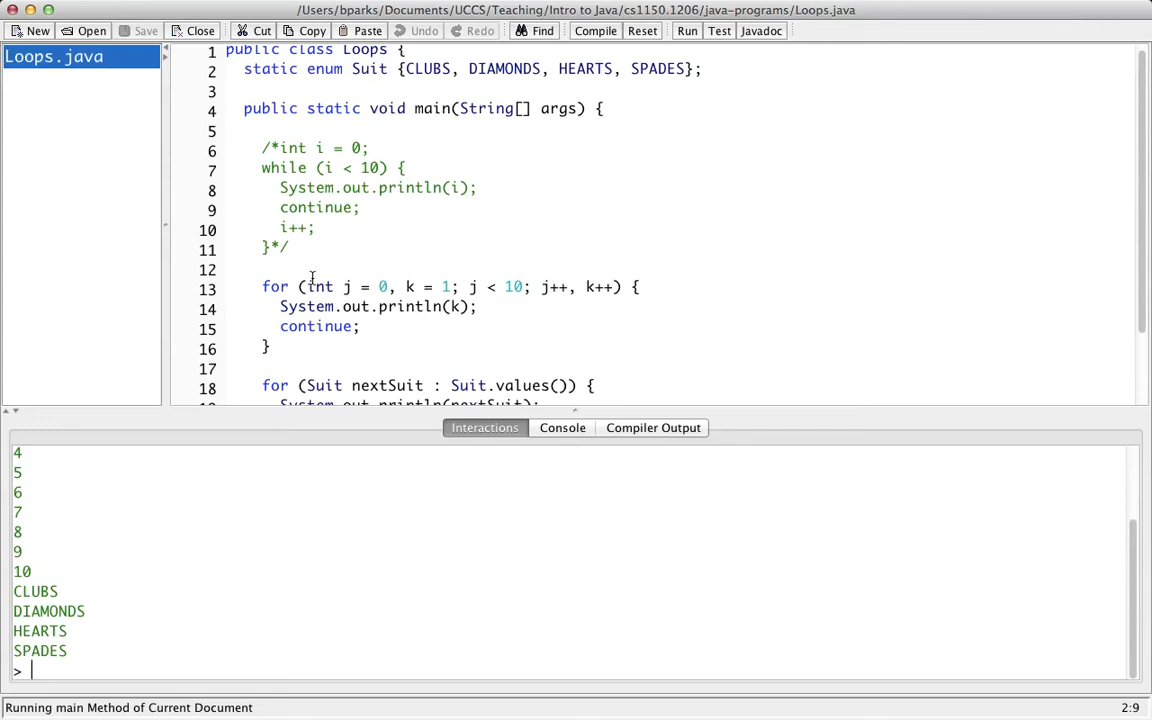 /Users/bparks/Documents/UCCS/Teaching/Intro to Java/cs1150.1206/java-programs/Loops.java
New Open Save Close Cut Copy Paste Undo Redo Find Compile Reset Run Test Javadoc
Loops.java
1 public class Loops {
2 static enum Suit {CLUBS, DIAMONDS, HEARTS, SPADES};
3
4 public static void main(String[] args) {
5
6 /*int i = 0;
7 while (i < 10) {
8 System.out.println(i);
9 continue;
10 i++;
11 }*/
12
13 for (int j = 0, k = 1; j < 10; j++, k++) {
14 System.out.println(k);
15 continue;
16 }
17
18 for (Suit nextSuit : Suit.values()) {
19 System.out.println(nextSuit);
Interactions Console Compiler Output
4
5
6
7
8
9
10
CLUBS
DIAMONDS
HEARTS
SPADES
>
Running main Method of Current Document 2:9